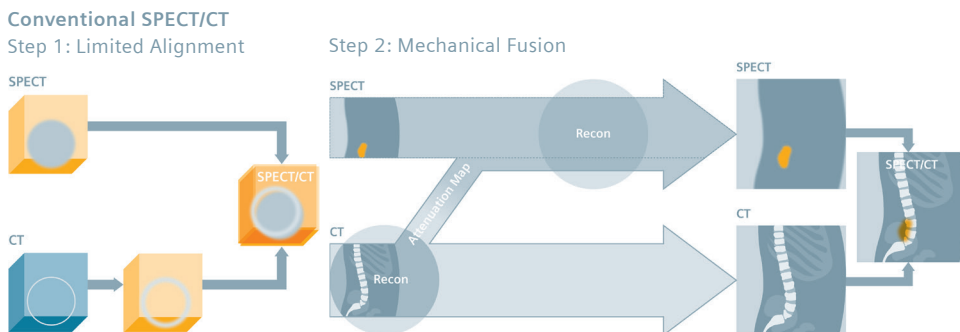 Conventional SPECT/CT
Step 1: Limited Alignment
SPECT
SPECT/CT
CT
Step 2: Mechanical Fusion
SPECT
Recon
Attenuation Map
CT
Recon
SPECT
SPECT/CT
CT